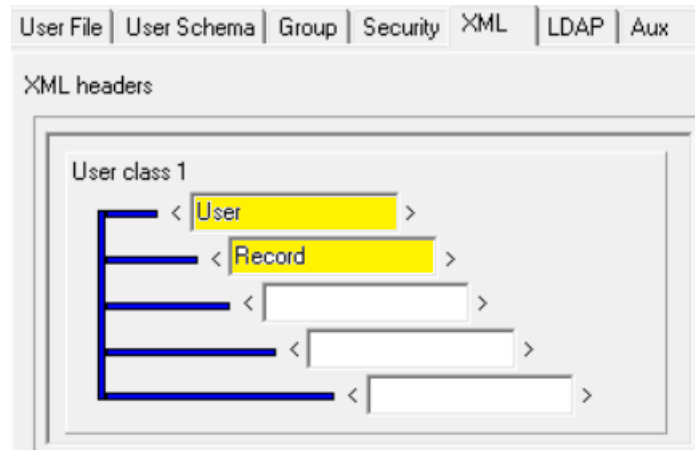 User File User Schema Group Security XML LDAP Aux
XML headers
User class 1
< User >
< Record >
< >
< >
< >